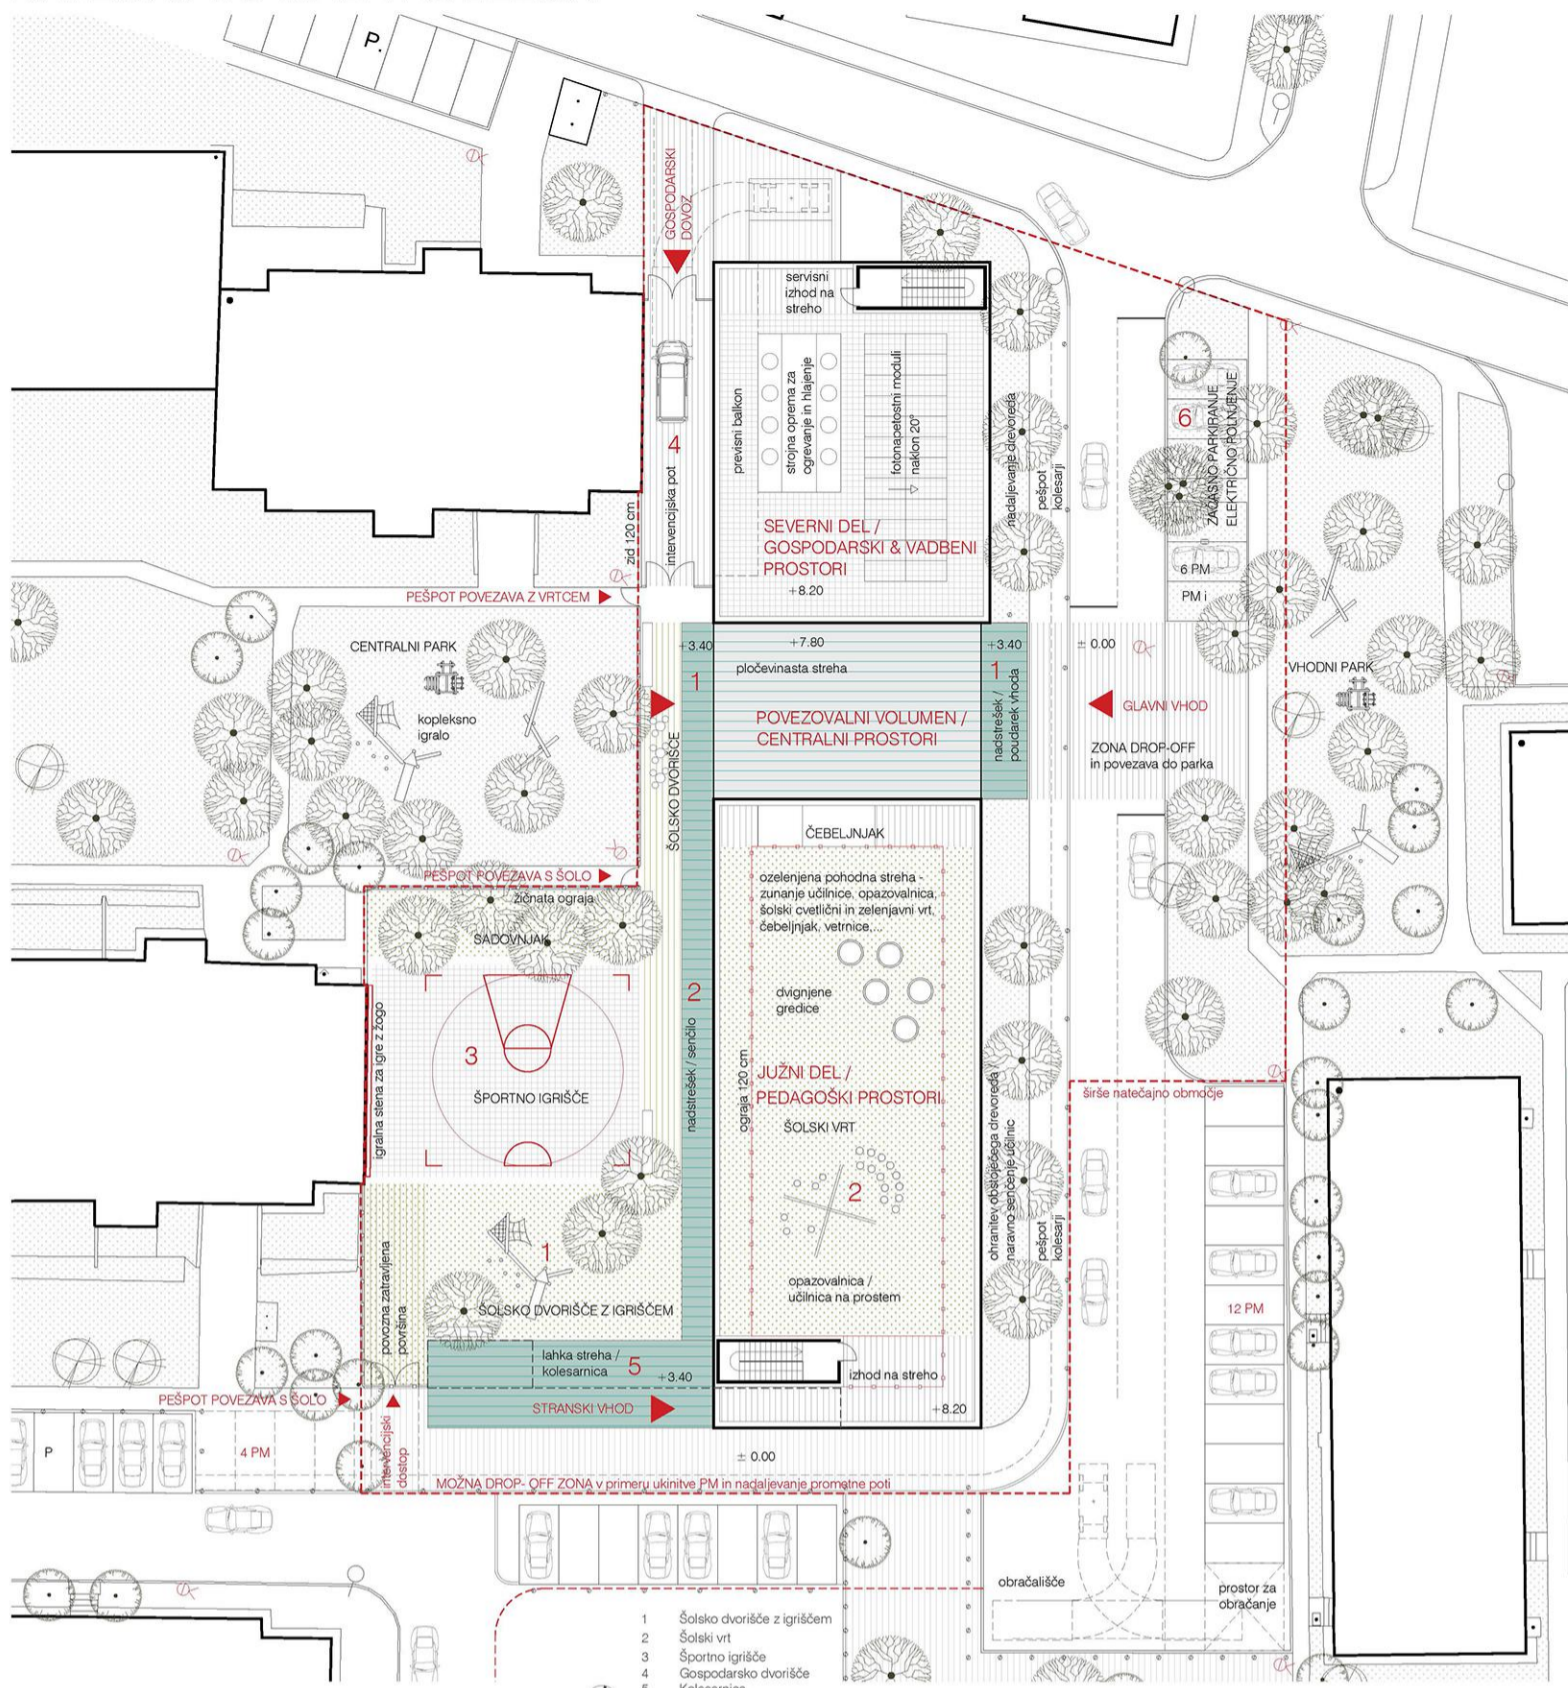 P.
GOSPODARSKI
DOVOZ
servisni
izhod na
streho
previsni balkon
strojna oprema za
ogrevanje in hlajenje
fotonapetostni moduli
naklon 20°
4
intervencijska pot
zid 120 cm
SEVERNI DEL /
GOSPODARSKI & VADBENI
PROSTORI
+8.20
nadaljevanje drevoreda
pešpot
kolesarji
6
ZAČASNO PARKIRANJE
ELEKTRIČNO POLNJENJE
6 PM
PM i
PEŠPOT POVEZAVA Z VRTCEM
CENTRALNI PARK
kopleksno
igralo
+3.40
1
ŠOLSKO DVORIŠČE
+7.80
pločevinasta streha
POVEZOVALNI VOLUMEN /
CENTRALNI PROSTORI
+3.40
1
nadstrešek /
poudarek vhoda
± 0.00
GLAVNI VHOD
ZONA DROP-OFF
in povezava do parka
VHODNI PARK
PEŠPOT POVEZAVA S ŠOLO
žičnata ograja
SADOVNJAK
ČEBELJNJAK
ozelenjena pohodna streha -
zunanje učilnice, opazovalnica,
šolski cvetlični in zelenjavni vrt,
čebeljnjak, vetrnice....
dvignjene
gredice
2
nadstrešek / senčilo
igralna stena za igre z žogo
3
ŠPORTNO IGRIŠČE
ograja 120 cm
JUŽNI DEL /
PEDAGOŠKI PROSTORI
ŠOLSKI VRT
2
opazovalnica /
učilnica na prostem
ohranitev obstoječega drevoreda
naravno senčenje učilnic
pešpot
kolesarji
širše natečajno območje
12 PM
1
ŠOLSKO DVORIŠČE Z IGRIŠČEM
povozna zatravljena
površina
lahka streha /
kolesarnica
5
+3.40
izhod na streho
+8.20
PEŠPOT POVEZAVA S ŠOLO
STRANSKI VHOD
P
4 PM
intervencijski
dostop
± 0.00
MOŽNA DROP- OFF ZONA v primeru ukinitve PM in nadaljevanje prometne poti
obračališče
prostor za
obračanje
1 Šolsko dvorišče z igriščem
2 Šolski vrt
3 Športno igrišče
4 Gospodarsko dvorišče
5 Kolesarnica